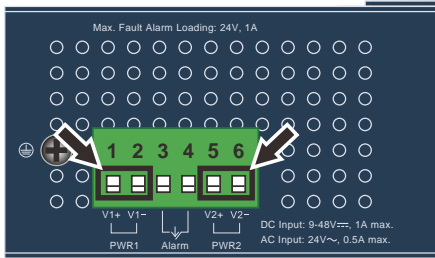 Max. Fault Alarm Loading: 24V, 1A
1 2 3 4 5 6
V1+ V1− V2+ V2−
PWR1 Alarm PWR2
DC Input: 9-48V⎓, 1A max.
AC Input: 24V～, 0.5A max.